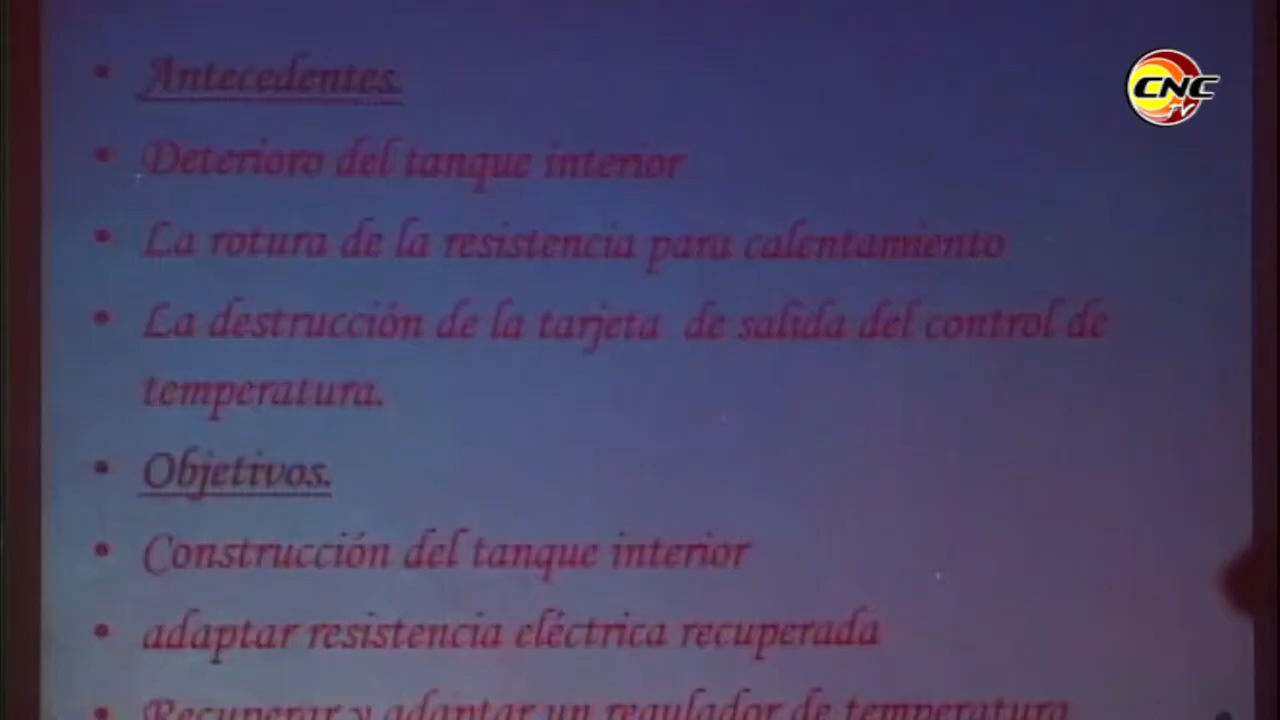 CNC
TV
• Antecedentes.
• Deterioro del tanque interior
• La rotura de la resistencia para calentamiento
• La destrucción de la tarjeta de salida del control de
temperatura.
• Objetivos.
• Construcción del tanque interior
• adaptar resistencia eléctrica recuperada
• Recuperar y adaptar un regulador de temperatura